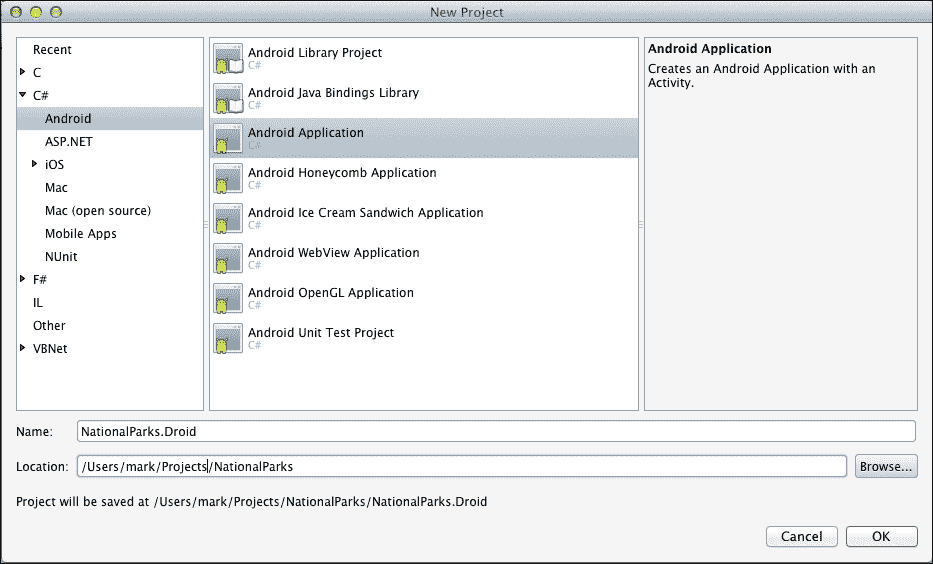 New Project
Recent
C
C#
Android
ASP.NET
iOS
Mac
Mac (open source)
Mobile Apps
NUnit
F#
IL
Other
VBNet
Android Library Project
C#
Android Java Bindings Library
C#
Android Application
C#
Android Honeycomb Application
C#
Android Ice Cream Sandwich Application
C#
Android WebView Application
C#
Android OpenGL Application
C#
Android Unit Test Project
C#
Android Application
Creates an Android Application with an
Activity.
Name: NationalParks.Droid
Location: /Users/mark/Projects/NationalParks Browse...
Project will be saved at /Users/mark/Projects/NationalParks/NationalParks.Droid
Cancel OK